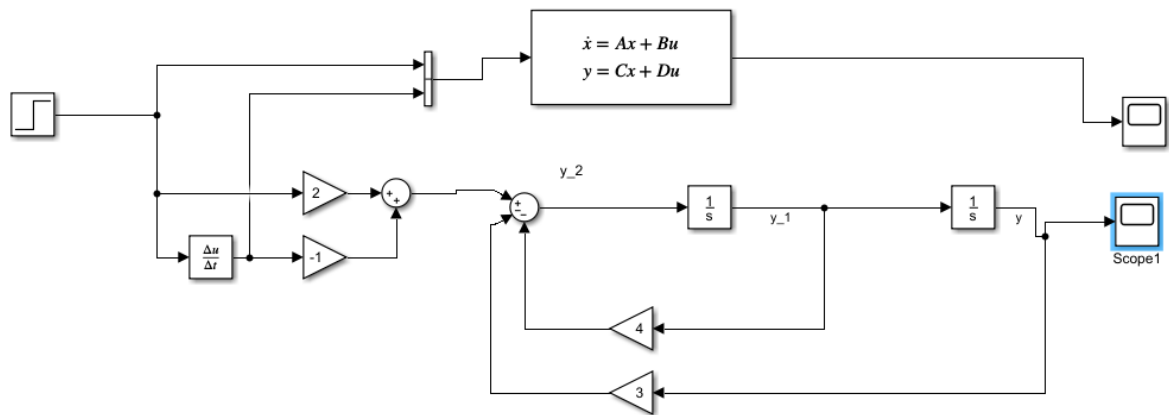 ẋ = Ax + Bu
y = Cx + Du
y_2
2
+
+
+
−
−
1
s
y_1
1
s
y
Δu
Δt
-1
Scope1
4
3